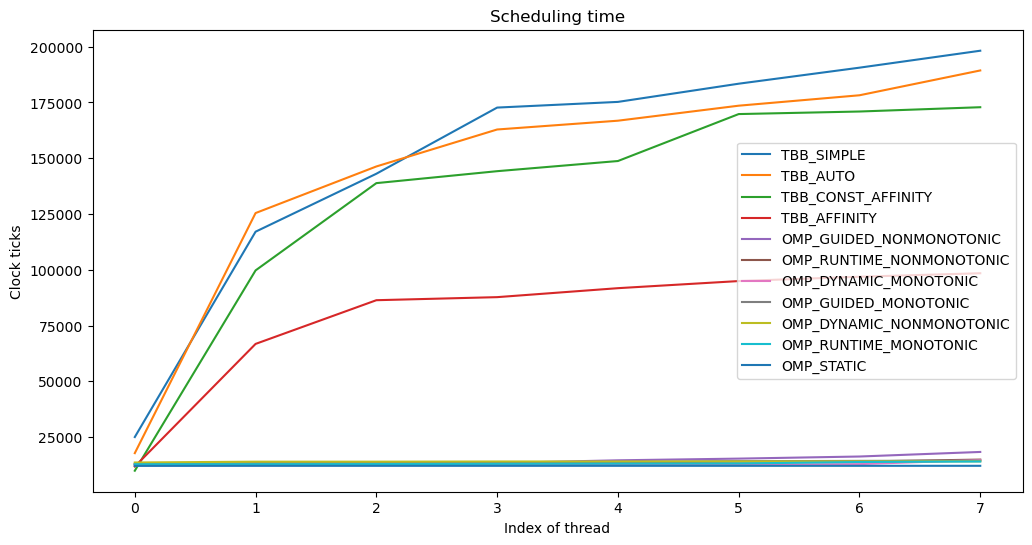 Scheduling time
200000
175000
150000
125000
100000
75000
50000
25000
Clock ticks
TBB_SIMPLE
TBB_AUTO
TBB_CONST_AFFINITY
TBB_AFFINITY
OMP_GUIDED_NONMONOTONIC
OMP_RUNTIME_NONMONOTONIC
OMP_DYNAMIC_MONOTONIC
OMP_GUIDED_MONOTONIC
OMP_DYNAMIC_NONMONOTONIC
OMP_RUNTIME_MONOTONIC
OMP_STATIC
0 1 2 3 4 5 6 7
Index of thread